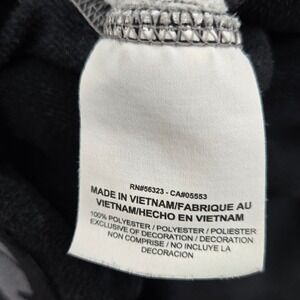 RN#56323 - CA#05553
MADE IN VIETNAM/FABRIQUE AU
VIETNAM/HECHO EN VIETNAM
100% POLYESTER / POLYESTER / POLIESTER
EXCLUSIVE OF DECORATION / DECORATION
NON COMPRISE / NO INCLUYE LA
DECORACION